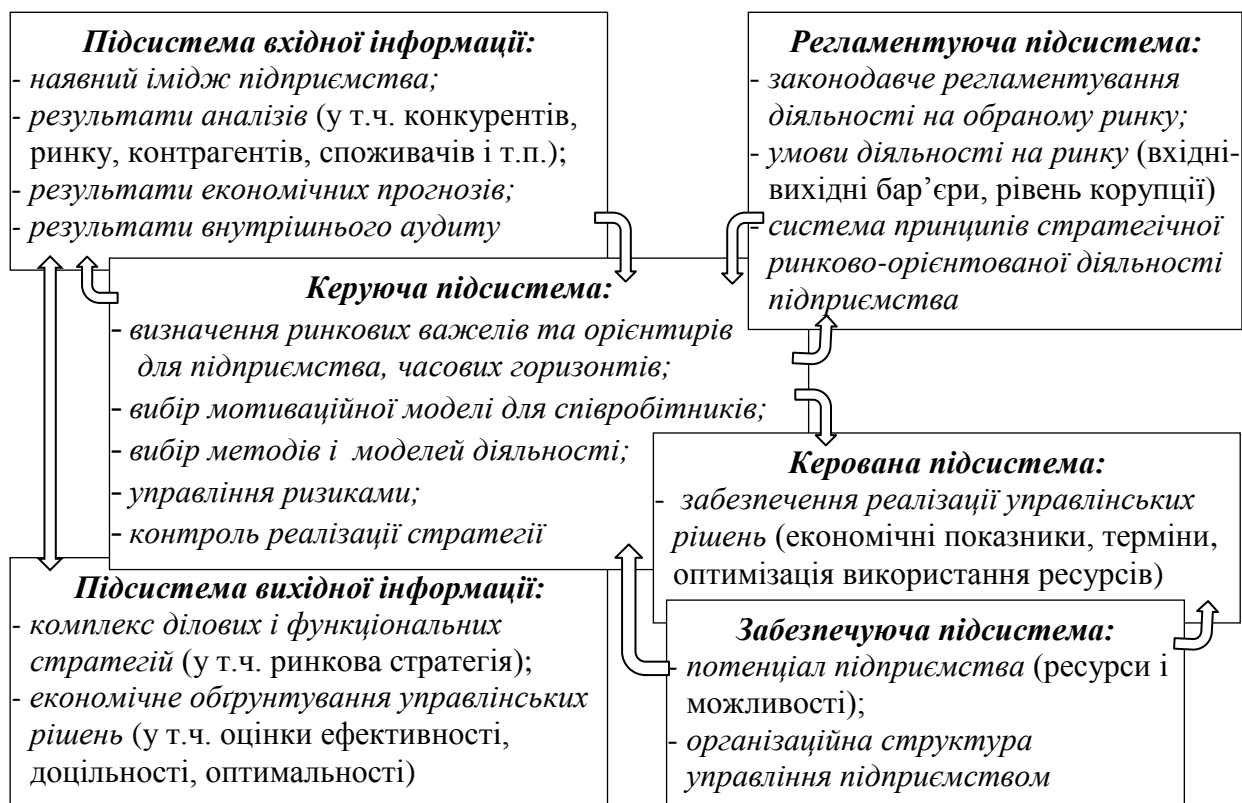 Підсистема вхідної інформації:
- наявний імідж підприємства;
- результати аналізів (у т.ч. конкурентів,
ринку, контрагентів, споживачів і т.п.);
- результати економічних прогнозів;
- результати внутрішнього аудиту
Регламентуюча підсистема:
- законодавче регламентування
діяльності на обраному ринку;
- умови діяльності на ринку (вхідні-
вихідні бар’єри, рівень корупції)
- система принципів стратегічної
ринково-орієнтованої діяльності
підприємства
Керуюча підсистема:
- визначення ринкових важелів та орієнтирів
для підприємства, часових горизонтів;
- вибір мотиваційної моделі для співробітників;
- вибір методів і моделей діяльності;
- управління ризиками;
- контроль реалізації стратегії
Керована підсистема:
- забезпечення реалізації управлінських
рішень (економічні показники, терміни,
оптимізація використання ресурсів)
Підсистема вихідної інформації:
- комплекс ділових і функціональних
стратегій (у т.ч. ринкова стратегія);
- економічне обґрунтування управлінських
рішень (у т.ч. оцінки ефективності,
доцільності, оптимальності)
Забезпечуюча підсистема:
- потенціал підприємства (ресурси і
можливості);
- організаційна структура
управління підприємством